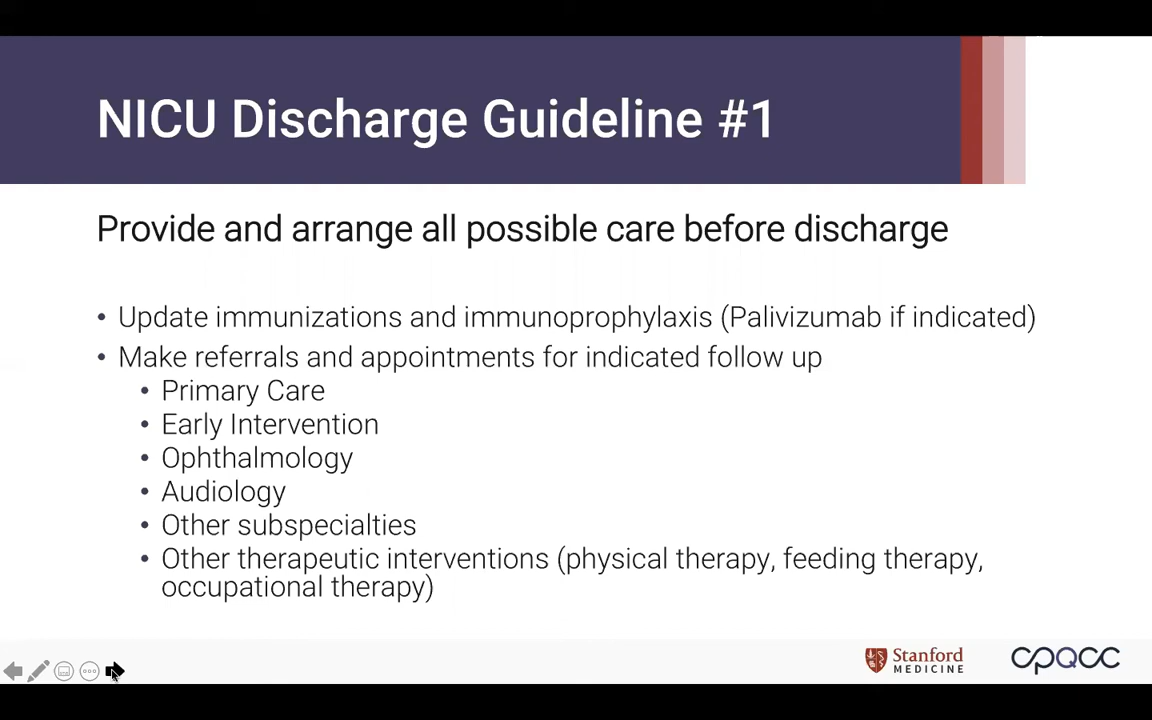 NICU Discharge Guideline #1
Provide and arrange all possible care before discharge
• Update immunizations and immunoprophylaxis (Palivizumab if indicated)
• Make referrals and appointments for indicated follow up
• Primary Care
• Early Intervention
• Ophthalmology
• Audiology
• Other subspecialties
• Other therapeutic interventions (physical therapy, feeding therapy,
occupational therapy)
Stanford
MEDICINE
cpqcc